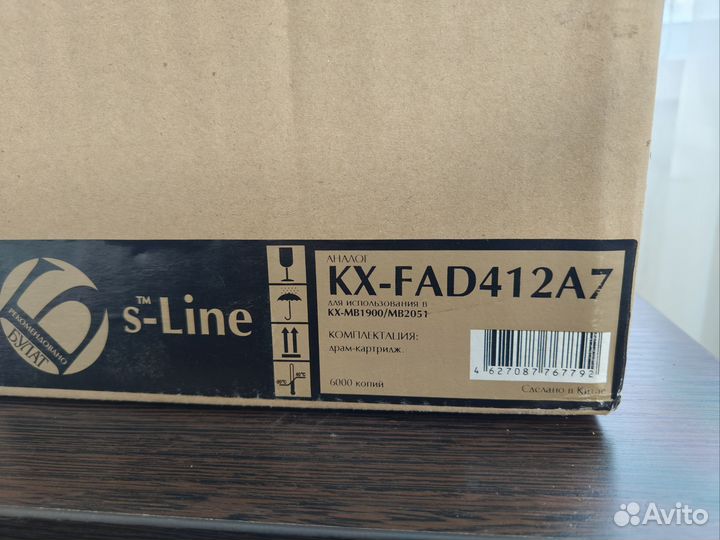 РЕКОМЕНДОВАНО
БУЛАТ
s-Line™
АНАЛОГ
KX-FAD412A7
для использования в
KX-MB1900/MB2051
КОМПЛЕКТАЦИЯ:
драм-картридж.
6000 копий
4 627087 767792
Сделано в Китае
Avito